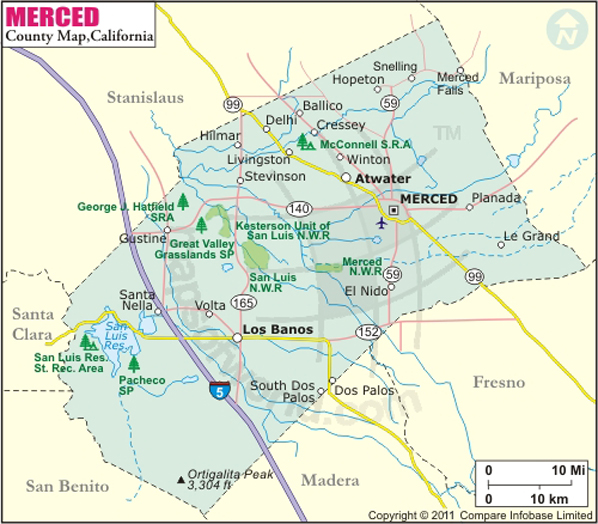 MERCED
County Map,California
N
Snelling
Hopeton
Merced
Falls
Mariposa
Stanislaus
99
59
Ballico
Delhi
Cressey
Hilmar
McConnell S.R.A
Livingston
Winton
Stevinson
Atwater
TM
George J. Hatfield
SRA
140
MERCED
Planada
Gustine
Great Valley
Grasslands SP
Kesterson Unit of
San Luis N.W.R
Le Grand
San Luis
N.W.R
Merced
N.W.R
59
99
El Nido
Santa
Nella
Volta
165
Santa
Clara
San
Luis
Res.
Los Banos
152
San Luis Res.
St. Rec. Area
Pacheco
SP
5
South Dos
Palos
Dos Palos
Fresno
Ortigalita Peak
3,304 ft
San Benito
Madera
0 10 Mi
0 10 km
Copyright © 2011 Compare Infobase Limited